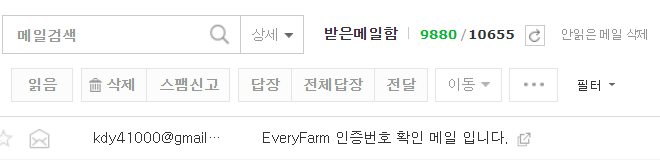 메일검색 상세 받은메일함 9880 / 10655 안읽은 메일 삭제
읽음 삭제 스팸신고 답장 전체답장 전달 이동 ••• 필터
kdy41000@gmail… EveryFarm 인증번호 확인 메일 입니다.